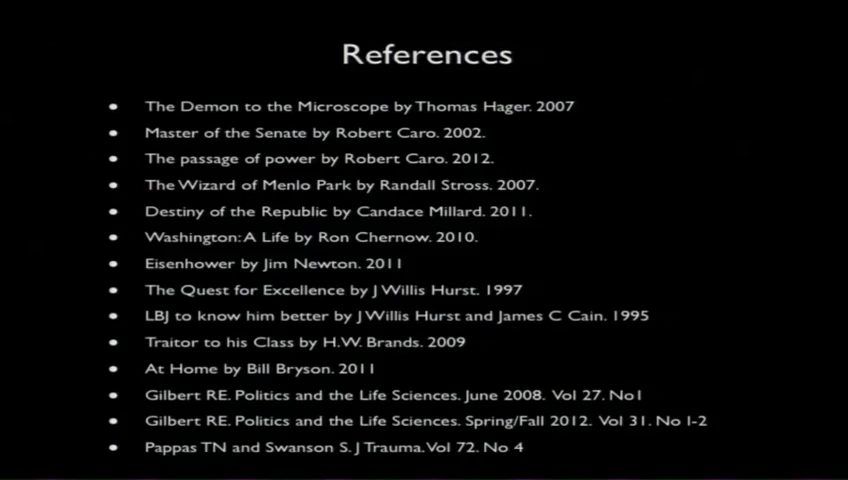 References
• The Demon to the Microscope by Thomas Hager. 2007
• Master of the Senate by Robert Caro. 2002.
• The passage of power by Robert Caro. 2012.
• The Wizard of Menlo Park by Randall Stross. 2007.
• Destiny of the Republic by Candace Millard. 2011.
• Washington: A Life by Ron Chernow. 2010.
• Eisenhower by Jim Newton. 2011
• The Quest for Excellence by J Willis Hurst. 1997
• LBJ to know him better by J Willis Hurst and James C Cain. 1995
• Traitor to his Class by H.W. Brands. 2009
• At Home by Bill Bryson. 2011
• Gilbert RE. Politics and the Life Sciences. June 2008. Vol 27. No1
• Gilbert RE. Politics and the Life Sciences. Spring/Fall 2012. Vol 31. No 1-2
• Pappas TN and Swanson S. J Trauma. Vol 72. No 4